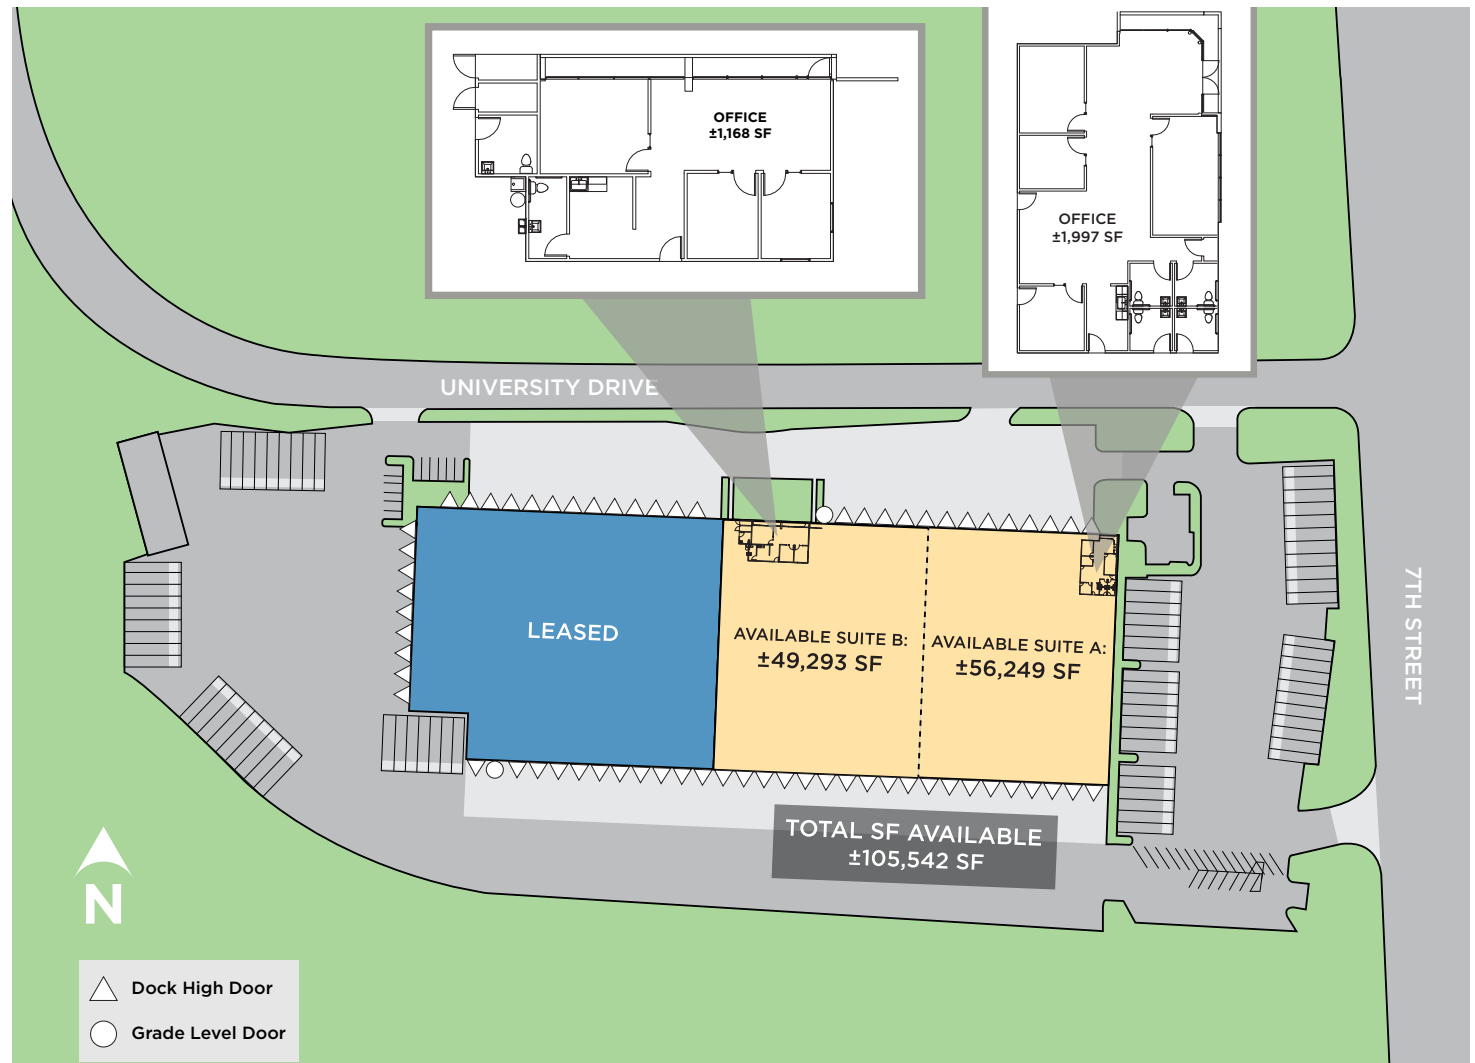 OFFICE
±1,168 SF
OFFICE
±1,997 SF
UNIVERSITY DRIVE
LEASED
AVAILABLE SUITE B:
±49,293 SF
AVAILABLE SUITE A:
±56,249 SF
7TH STREET
TOTAL SF AVAILABLE
±105,542 SF
N
Dock High Door
Grade Level Door